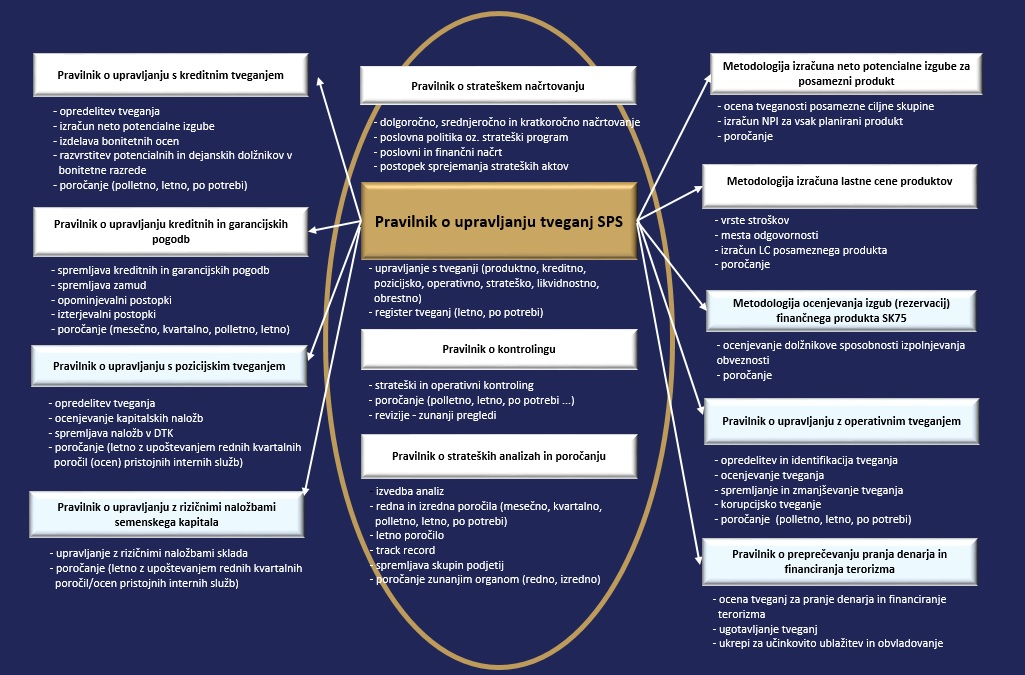 Pravilnik o upravljanju s kreditnim tveganjem
- opredelitev tveganja
- izračun neto potencialne izgube
- izdelava bonitetnih ocen
- razvrstitev potencialnih in dejanskih dolžnikov v
bonitetne razrede
- poročanje (polletno, letno, po potrebi)
Pravilnik o upravljanju kreditnih in garancijskih
pogodb
- spremljava kreditnih in garancijskih pogodb
- spremljava zamud
- opominjevalni postopki
- izterjevalni postopki
- poročanje (mesečno, kvartalno, polletno, letno)
Pravilnik o upravljanju s pozicijskim tveganjem
- opredelitev tveganja
- ocenjevanje kapitalskih naložb
- spremljava naložb v DTK
- poročanje (letno z upoštevanjem rednih kvartalnih
poročil (ocen) pristojnih internih služb)
Pravilnik o upravljanju z rizičnimi naložbami
semenskega kapitala
- upravljanje z rizičnimi naložbami sklada
- poročanje (letno z upoštevanjem rednih kvartalnih
poročil/ocen pristojnih internih služb)
Pravilnik o strateškem načrtovanju
- dolgoročno, srednjeročno in kratkoročno načrtovanje
- poslovna politika oz. strateški program
- poslovni in finančni načrt
- postopek sprejemanja strateških aktov
Pravilnik o upravljanju tveganj SPS
- upravljanje s tveganji (produktno, kreditno,
pozicijsko, operativno, strateško, likvidnostno,
obrestno)
- register tveganj (letno, po potrebi)
Pravilnik o kontrolingu
- strateški in operativni kontroling
- poročanje (polletno, letno, po potrebi ...)
- revizije - zunanji pregledi
Pravilnik o strateških analizah in poročanju
- izvedba analiz
- redna in izredna poročila (mesečno, kvartalno,
polletno, letno, po potrebi)
- letno poročilo
- track record
- spremljava skupin podjetij
- poročanje zunanjim organom (redno, izredno)
Metodologija izračuna neto potencialne izgube za
posamezni produkt
- ocena tveganosti posamezne ciljne skupine
- izračun NPI za vsak planirani produkt
- poročanje
Metodologija izračuna lastne cene produktov
- vrste stroškov
- mesta odgovornosti
- izračun LC posameznega produkta
- poročanje
Metodologija ocenjevanja izgub (rezervacij)
finančnega produkta SK75
- ocenjevanje dolžnikove sposobnosti izpolnjevanja
obveznosti
- poročanje
Pravilnik o upravljanju z operativnim tveganjem
- opredelitev in identifikacija tveganja
- ocenjevanje tveganja
- spremljanje in zmanjševanje tveganja
- korupcijsko tveganje
- poročanje (polletno, letno, po potrebi)
Pravilnik o preprečevanju pranja denarja in
financiranja terorizma
- ocena tveganj za pranje denarja in financiranje
terorizma
- ugotavljanje tveganj
- ukrepi za učinkovito ublažitev in obvladovanje